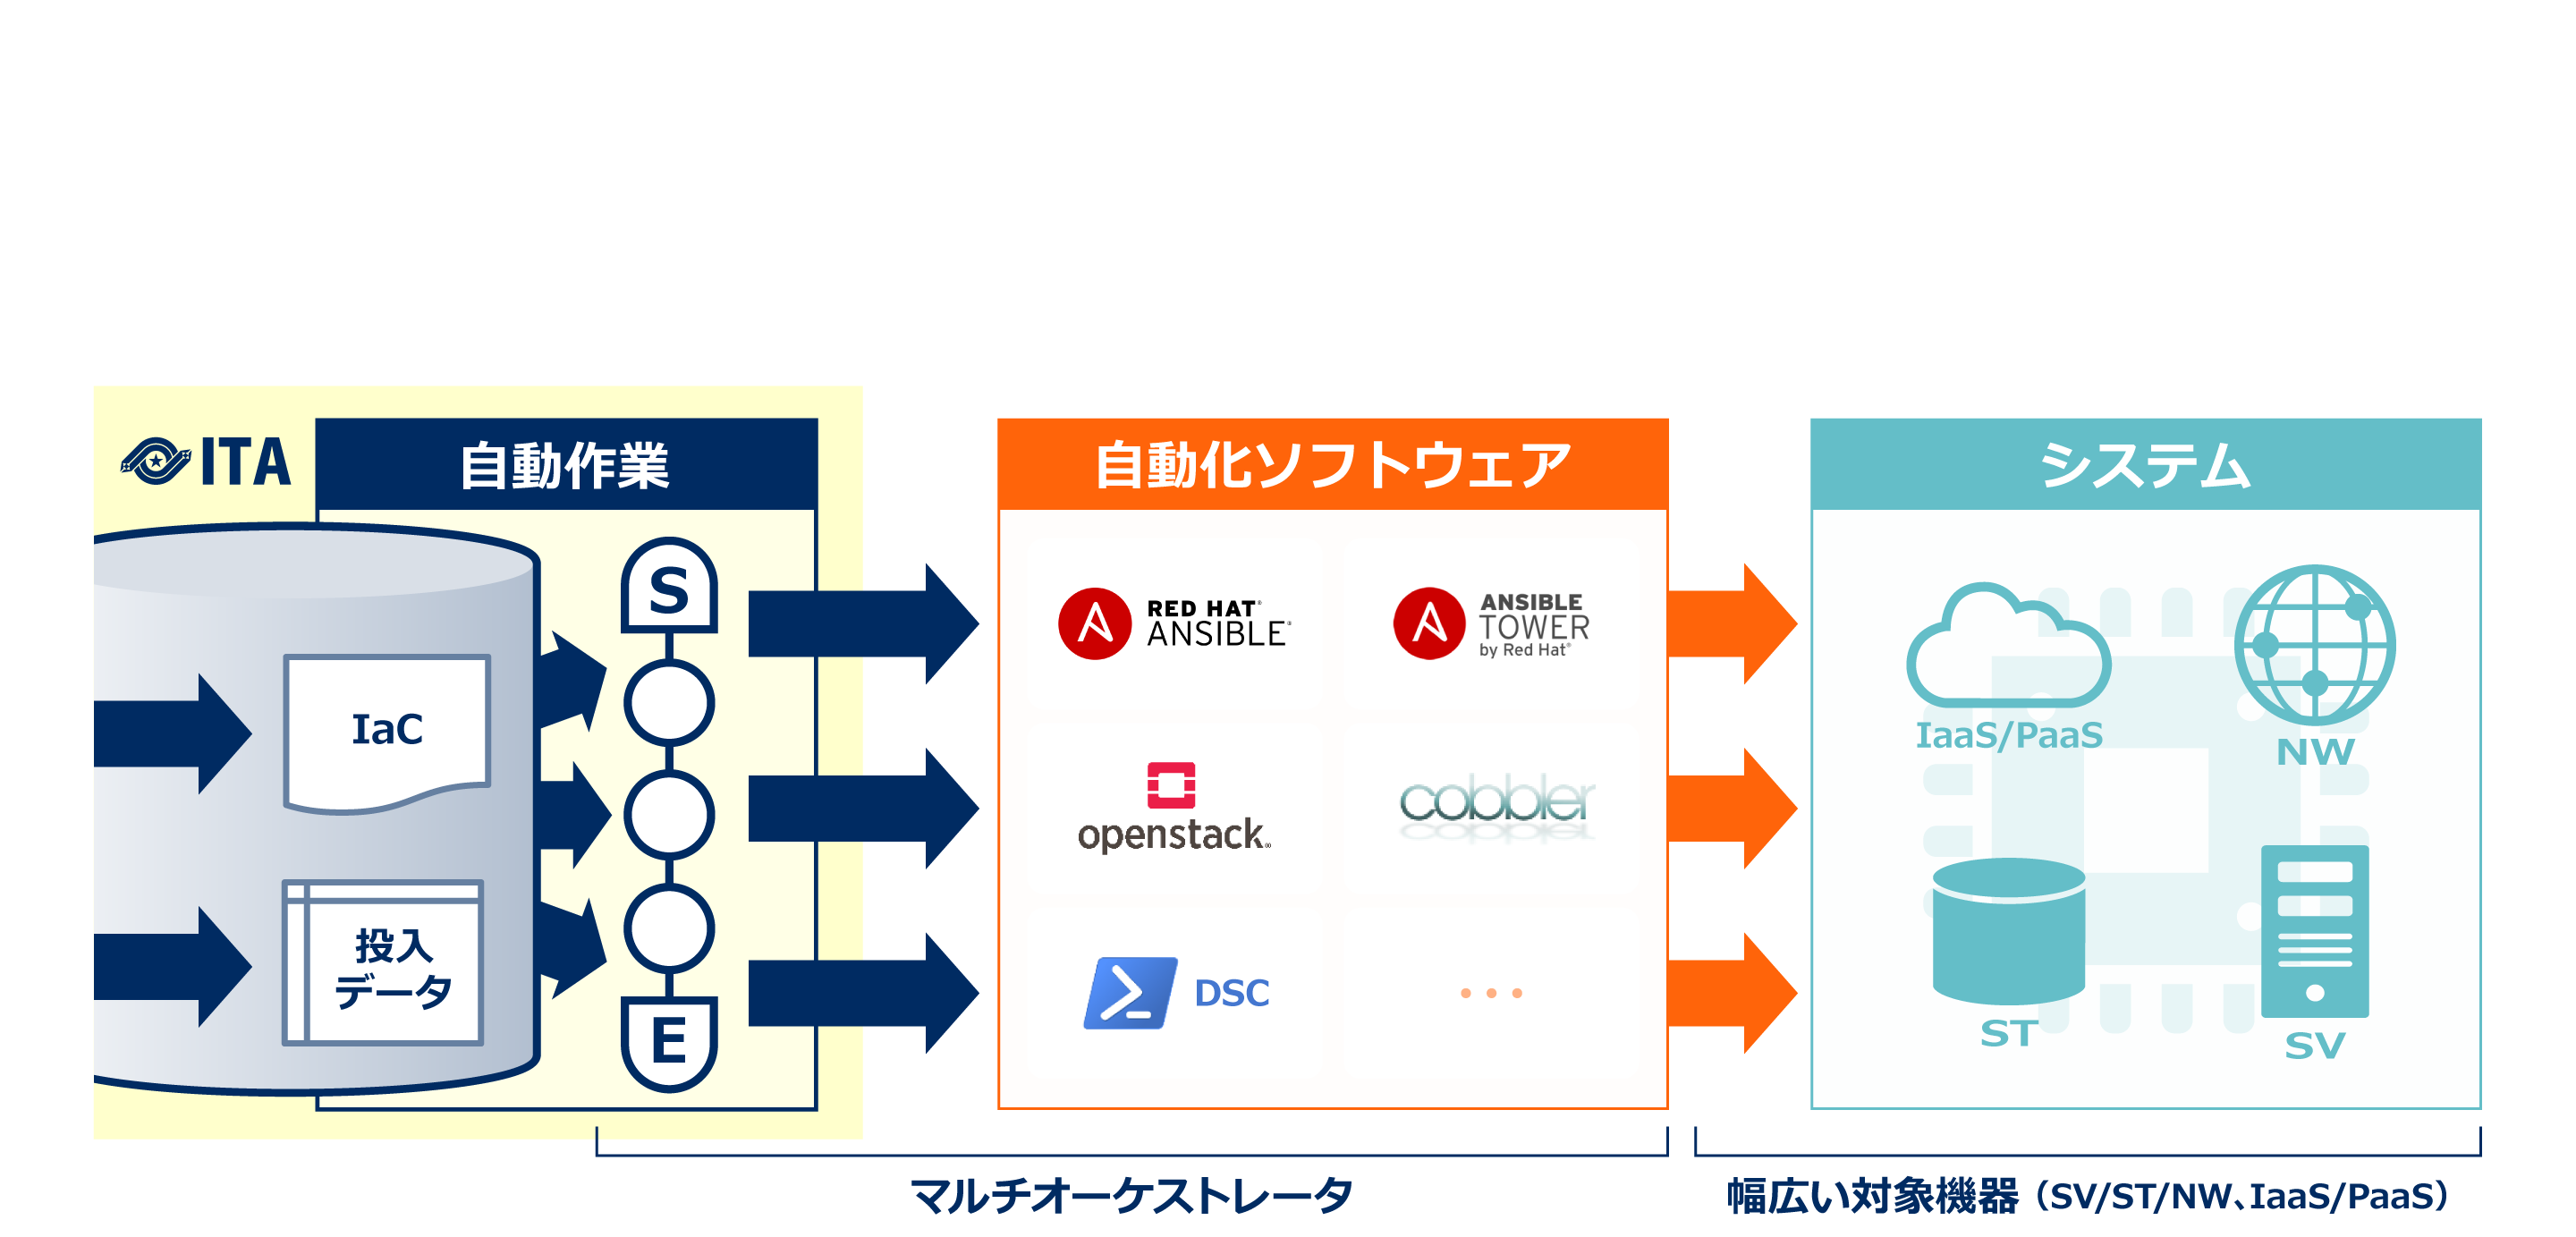 ITA
自動作業
IaC
投入
データ
S
E
自動化ソフトウェア
RED HAT®
ANSIBLE®
ANSIBLE
TOWER
by Red Hat®
openstack®
cobbler
DSC
システム
IaaS/PaaS
NW
ST
SV
マルチオーケストレータ
幅広い対象機器（SV/ST/NW、IaaS/PaaS）